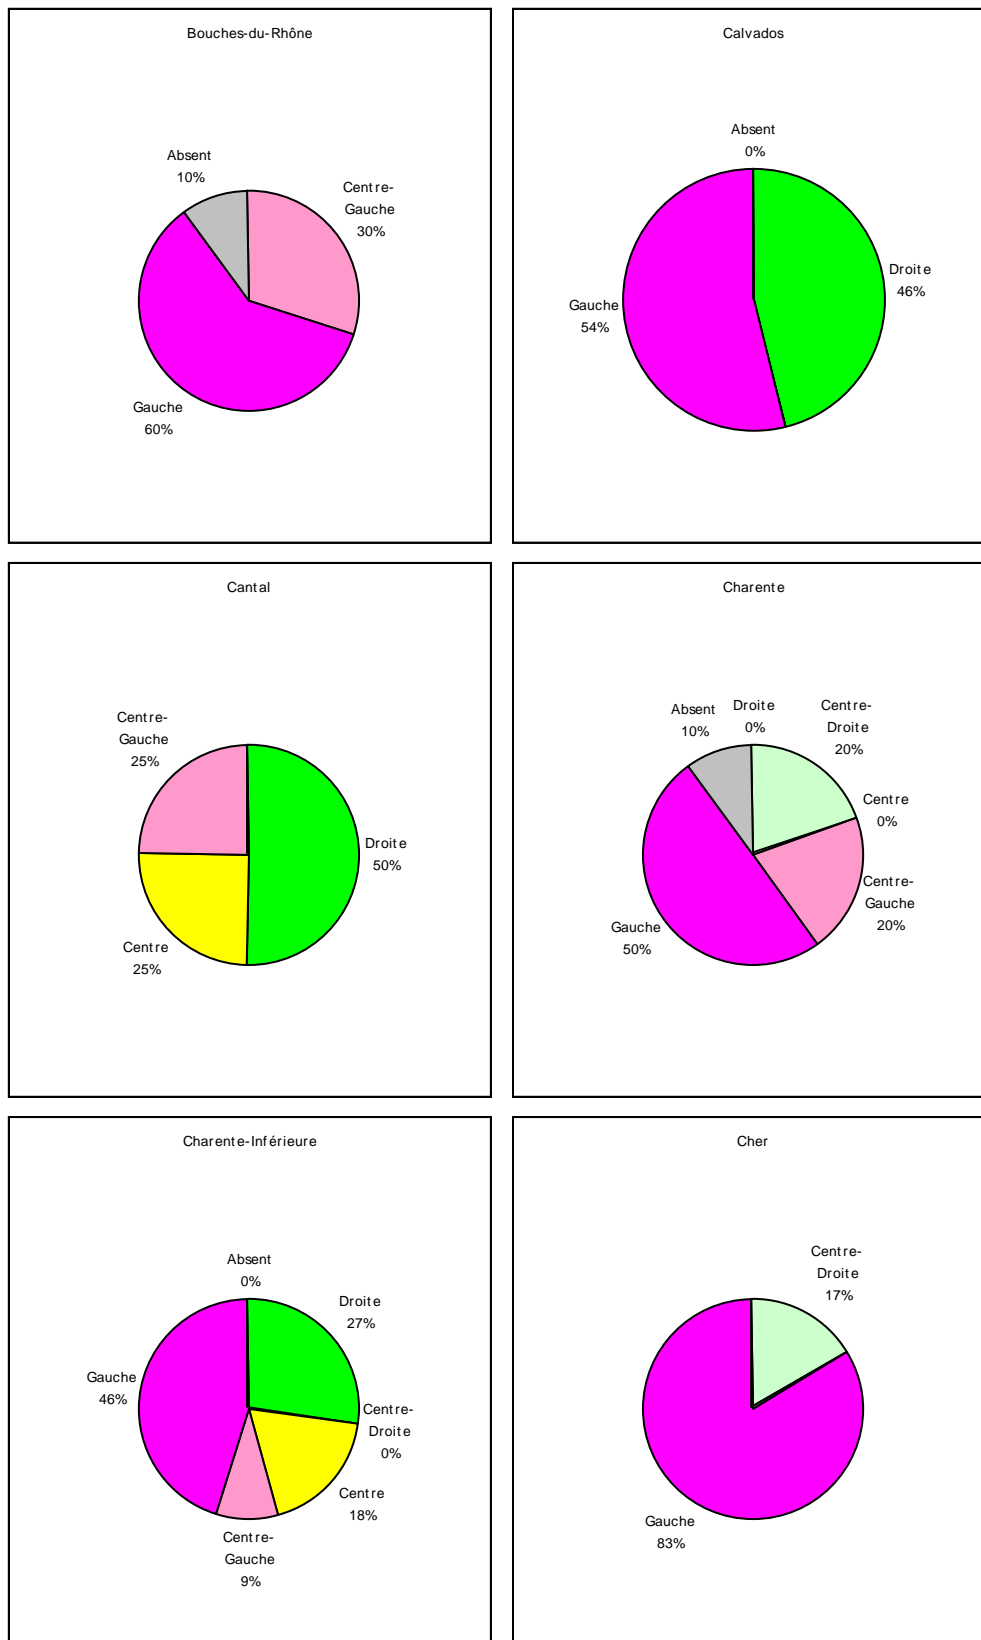 Bouches-du-Rhône
Absent
10%
Centre-
Gauche
30%
Gauche
60%
Calvados
Absent
0%
Droite
46%
Gauche
54%
Cantal
Centre-
Gauche
25%
Droite
50%
Centre
25%
Charente
Absent
10%
Droite
0%
Centre-
Droite
20%
Centre
0%
Centre-
Gauche
20%
Gauche
50%
Charente-Inférieure
Absent
0%
Droite
27%
Gauche
46%
Centre-
Droite
0%
Centre
18%
Centre-
Gauche
9%
Cher
Centre-
Droite
17%
Gauche
83%